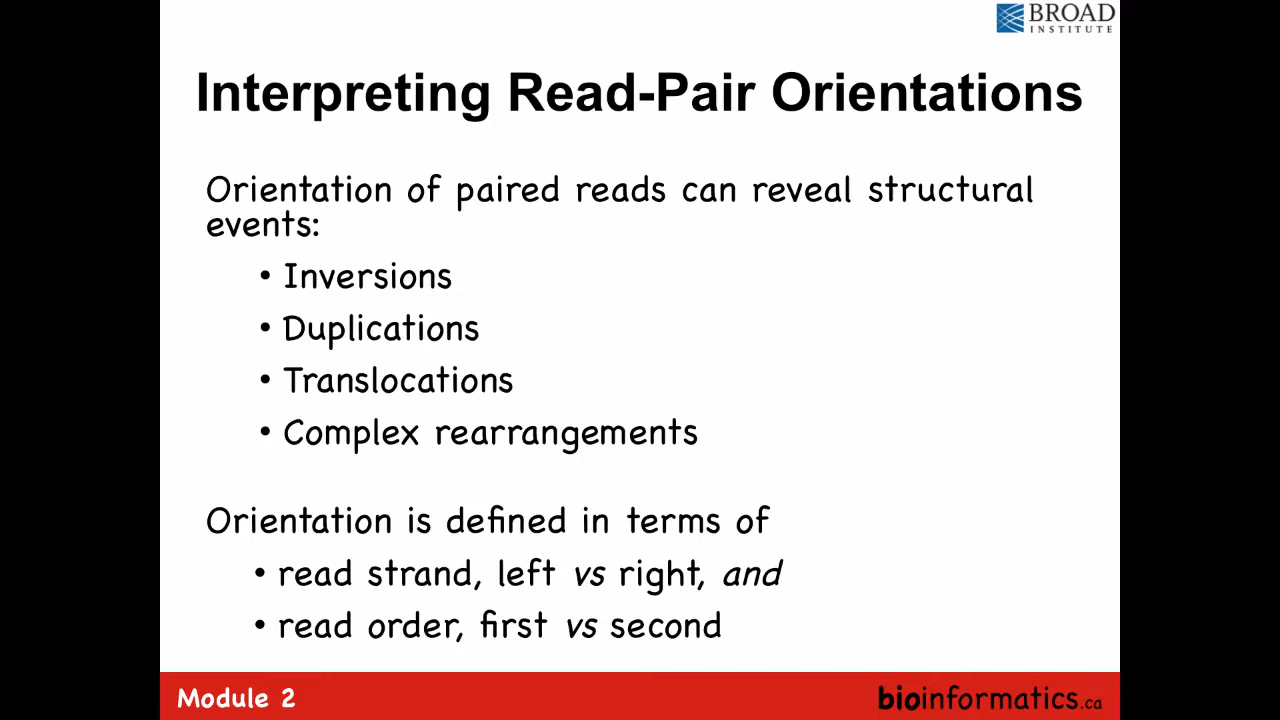 BROAD
INSTITUTE
Interpreting Read-Pair Orientations
Orientation of paired reads can reveal structural
events:
• Inversions
• Duplications
• Translocations
• Complex rearrangements
Orientation is defined in terms of
• read strand, left vs right, and
• read order, first vs second
Module 2
bioinformatics.ca